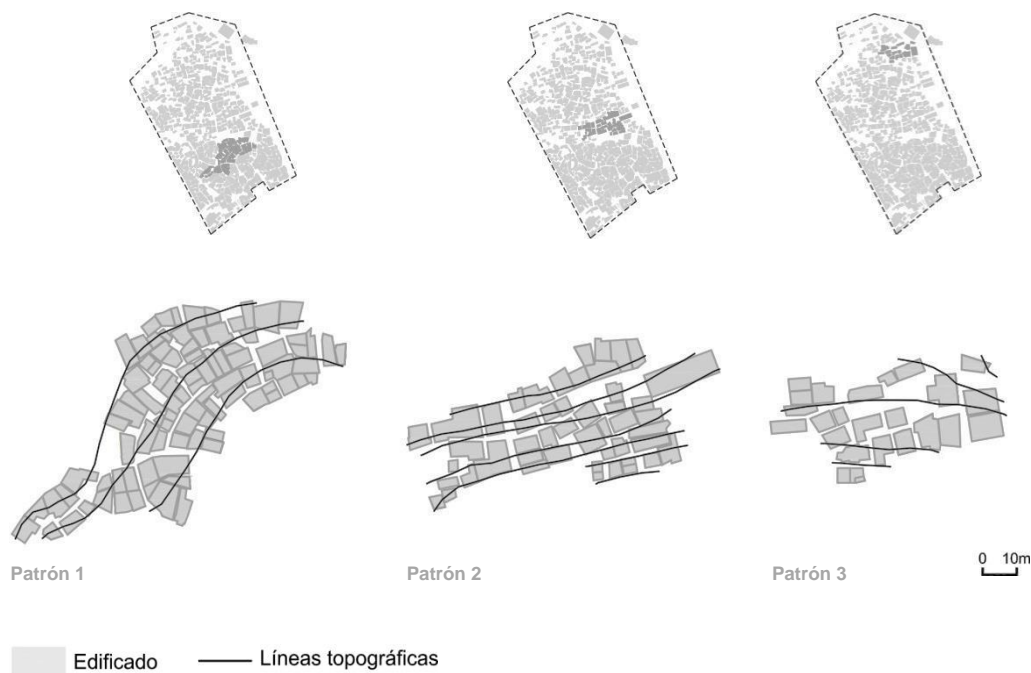 Patrón 1
Patrón 2
Patrón 3
0 10m
Edificado
Líneas topográficas